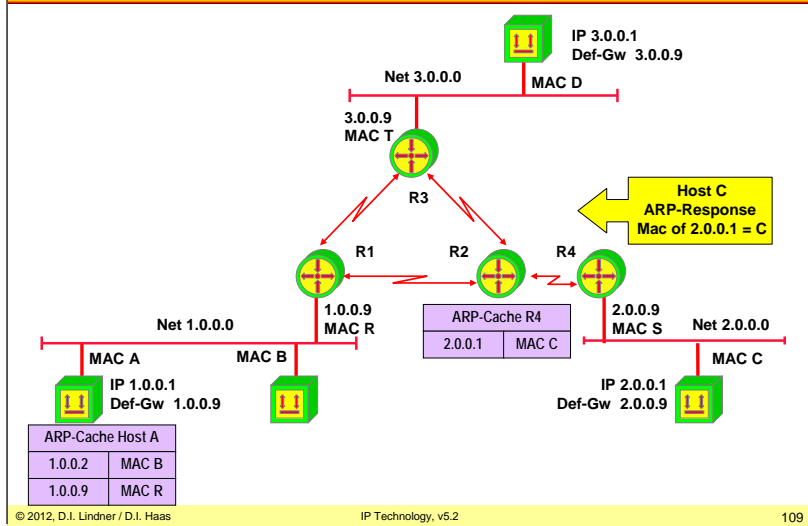 IP 3.0.0.1
Def-Gw 3.0.0.9
Net 3.0.0.0
MAC D
3.0.0.9
MAC T
R3
Host C
ARP-Response
Mac of 2.0.0.1 = C
R1
R2
R4
1.0.0.9
MAC R
ARP-Cache R4
2.0.0.1 MAC C
2.0.0.9
MAC S
Net 1.0.0.0
Net 2.0.0.0
MAC A
MAC B
MAC C
IP 1.0.0.1
Def-Gw 1.0.0.9
IP 2.0.0.1
Def-Gw 2.0.0.9
ARP-Cache Host A
1.0.0.2 MAC B
1.0.0.9 MAC R
© 2012, D.I. Lindner / D.I. Haas
IP Technology, v5.2
109